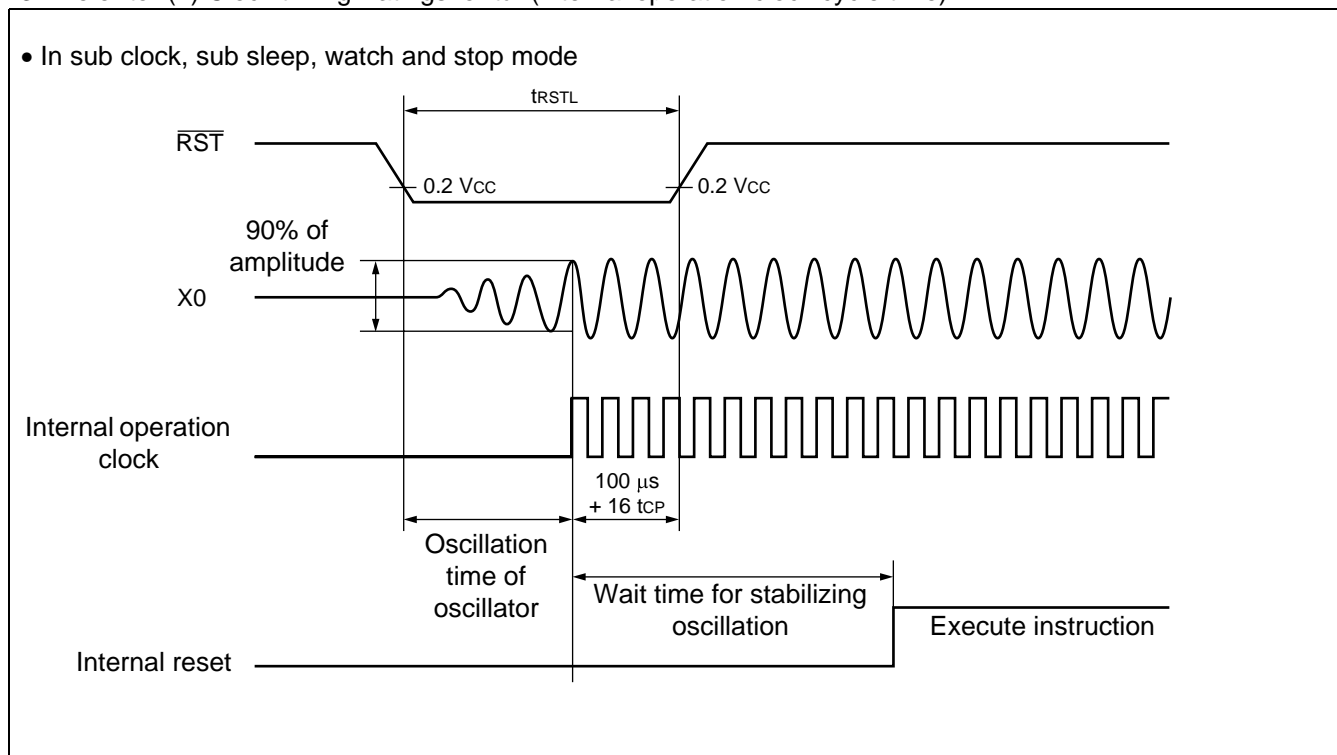 • In sub clock, sub sleep, watch and stop mode
tRSTL
RST
0.2 VCC
0.2 VCC
90% of
amplitude
X0
Internal operation
clock
100 μs
+ 16 tCP
Oscillation
time of
oscillator
Wait time for stabilizing
oscillation
Execute instruction
Internal reset